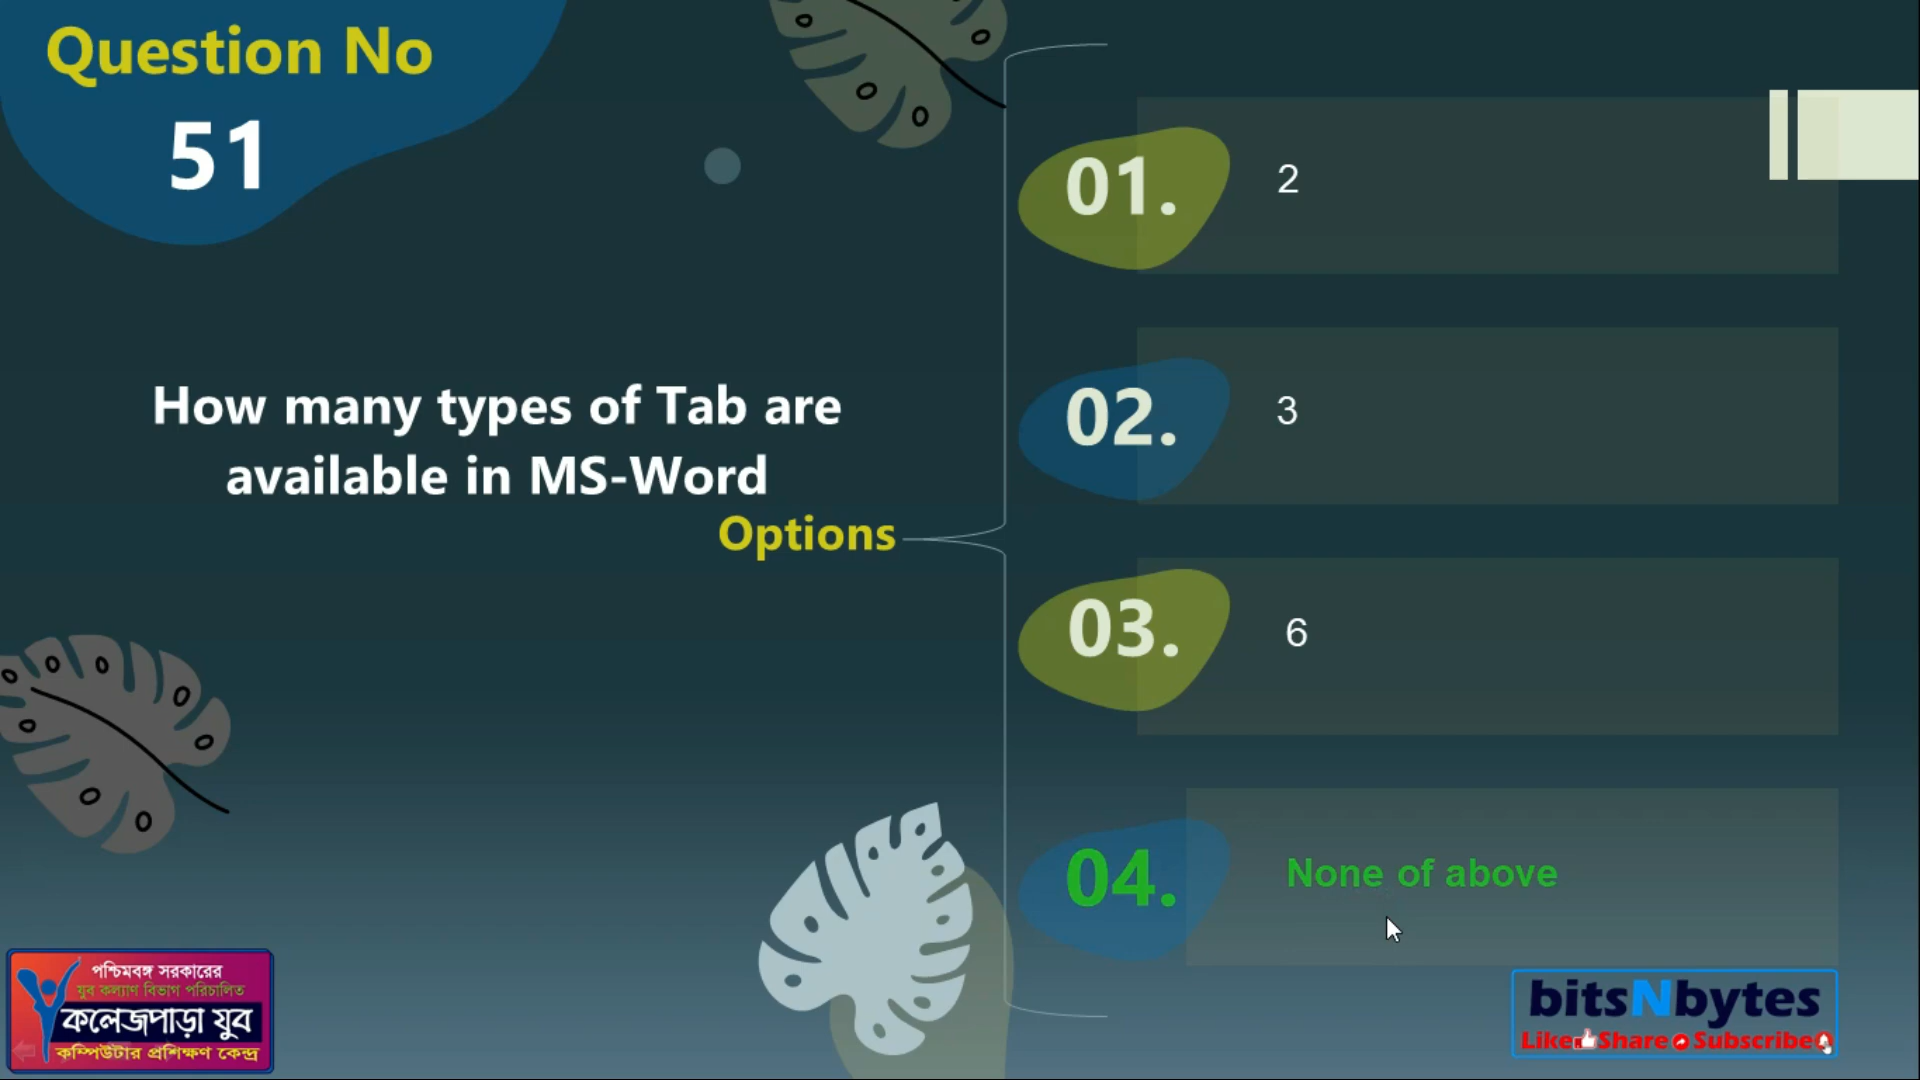 Question No
51
How many types of Tab are
available in MS-Word
Options
01.
2
02.
3
03.
6
04.
None of above
পশ্চিমবঙ্গ সরকারের
যুব কল্যাণ বিভাগ পরিচালিত
কলেজপাড়া যুব
কম্পিউটার প্রশিক্ষণ কেন্দ্র
bitsNbytes
Like Share Subscribe